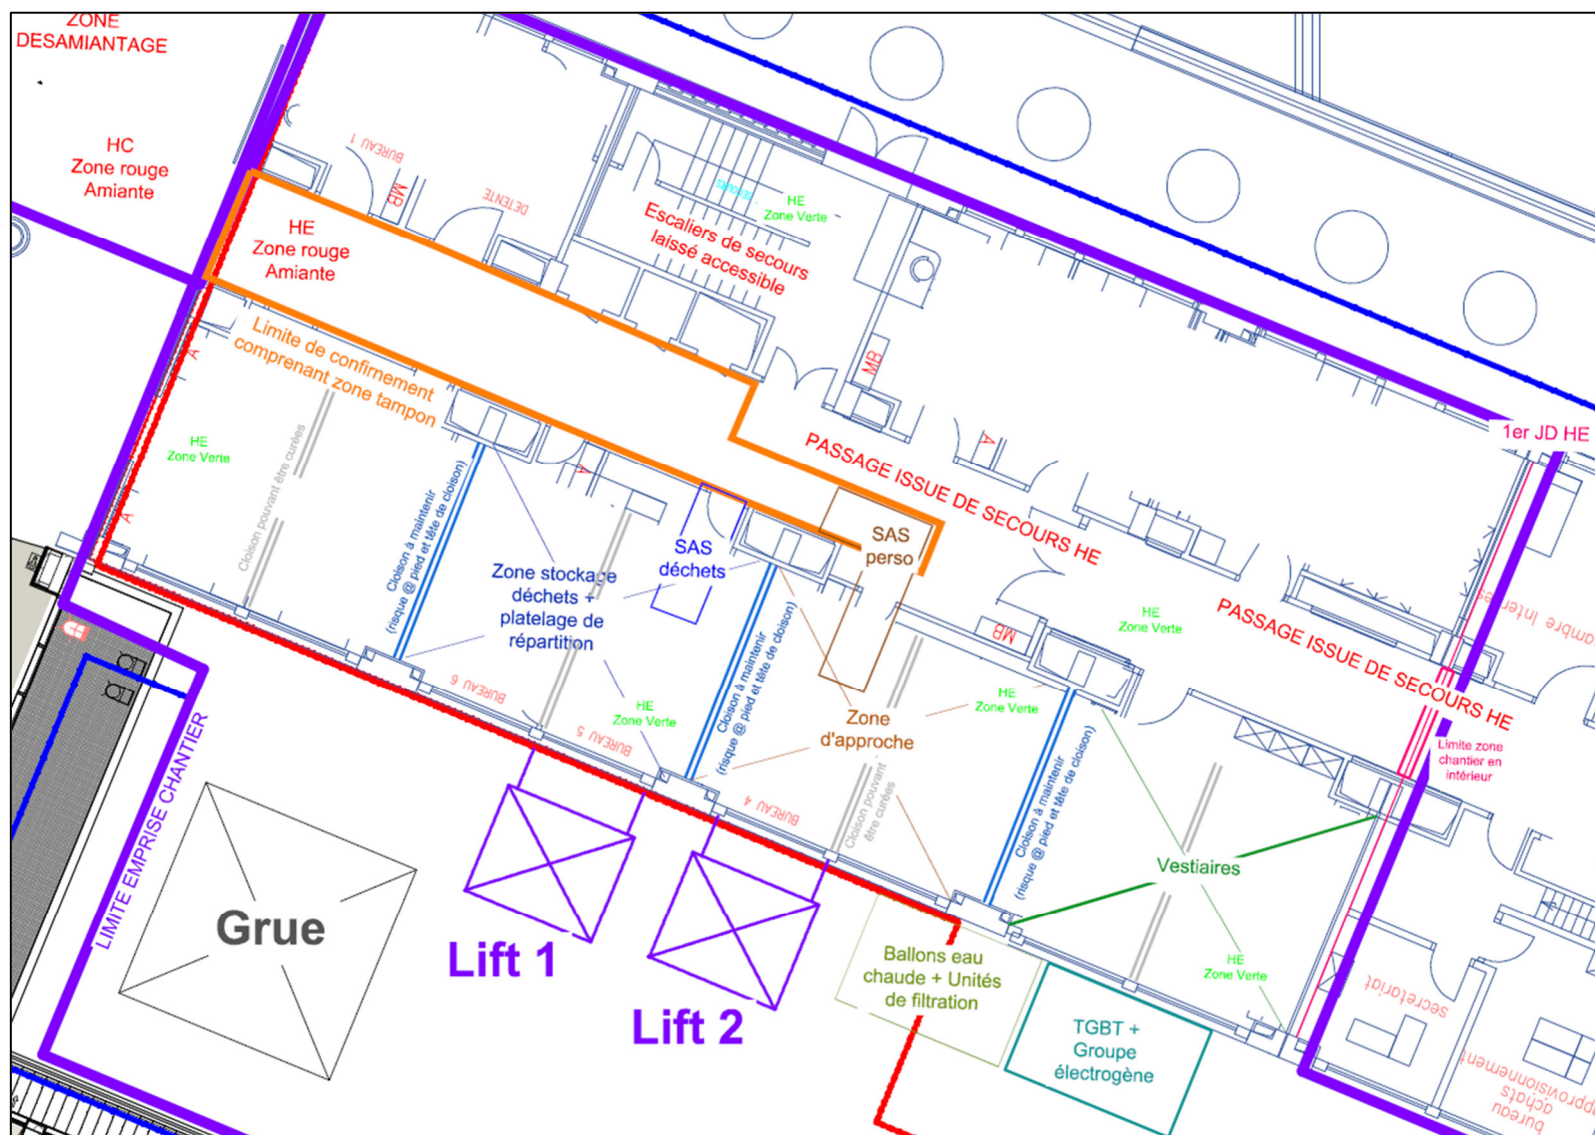 ZONE
DESAMIANTAGE
HC
Zone rouge
Amiante
HE
Zone rouge
Amiante
BUREAU 1
MB
DETENTE
HE
Zone Verte
Escaliers de secours
laissé accessible
MB
1er JD HE
Limite de confirnement
comprenant zone tampon
A
A
HE
Zone Verte
Cloison pouvant être curées
Cloison à maintenir
(risque @ pied et tête de cloison)
A
A
PASSAGE ISSUE DE SECOURS HE
SAS
perso
SAS
déchets
Zone stockage
déchets +
platelage de
répartition
Cloison à maintenir
(risque @ pied et tête de cloison)
MB
HE
Zone Verte
PASSAGE ISSUE DE SECOURS HE
BUREAU 6
HE
Zone Verte
BUREAU 5
HE
Zone Verte
Zone
d'approche
BUREAU 4
Cloison pouvant
être curées
Cloison à maintenir
(risque @ pied et tête de cloison)
Limite zone
chantier en
intérieur
Vestiaires
LIMITE EMPRISE CHANTIER
Grue
Lift 1
Lift 2
Ballons eau
chaude + Unités
de filtration
HE
Zone Verte
TGBT +
Groupe
électrogène
secretariat
bureau
achats